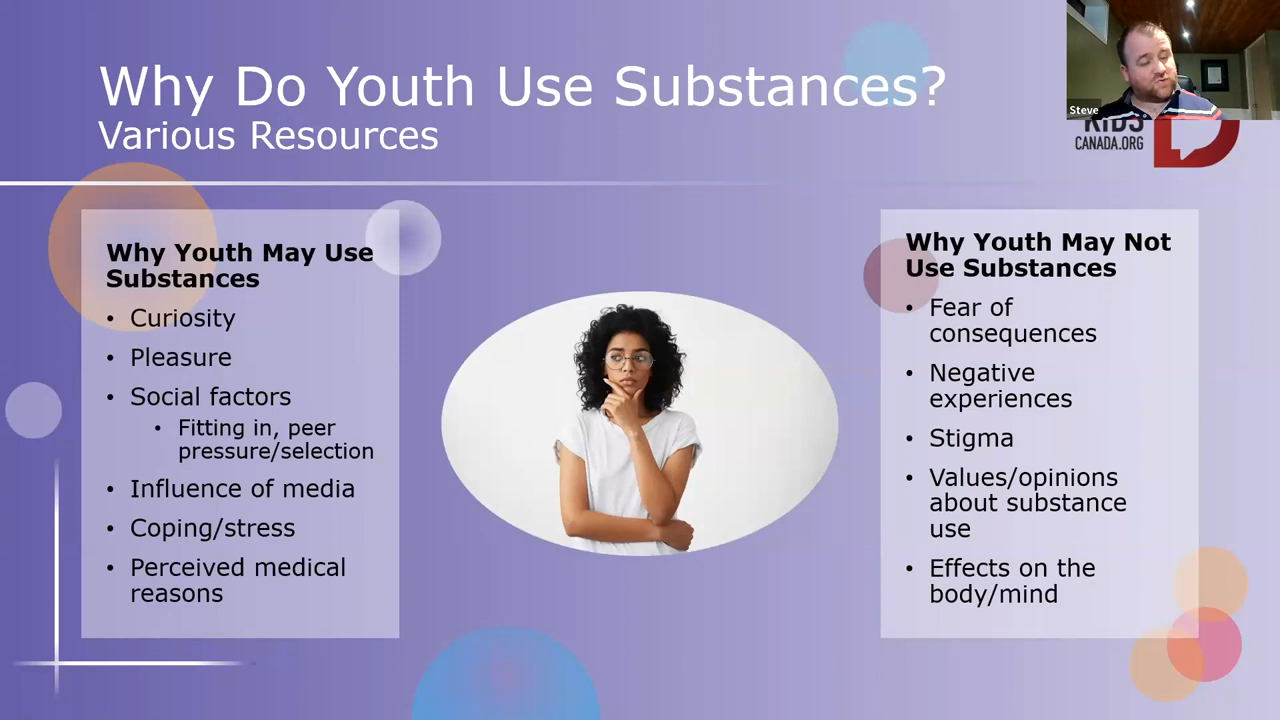 Why Do Youth Use Substances?
Various Resources
Steve
KIDS
CANADA.ORG
Why Youth May Use
Substances
• Curiosity
• Pleasure
• Social factors
• Fitting in, peer
pressure/selection
• Influence of media
• Coping/stress
• Perceived medical
reasons
Why Youth May Not
Use Substances
• Fear of
consequences
• Negative
experiences
• Stigma
• Values/opinions
about substance
use
• Effects on the
body/mind